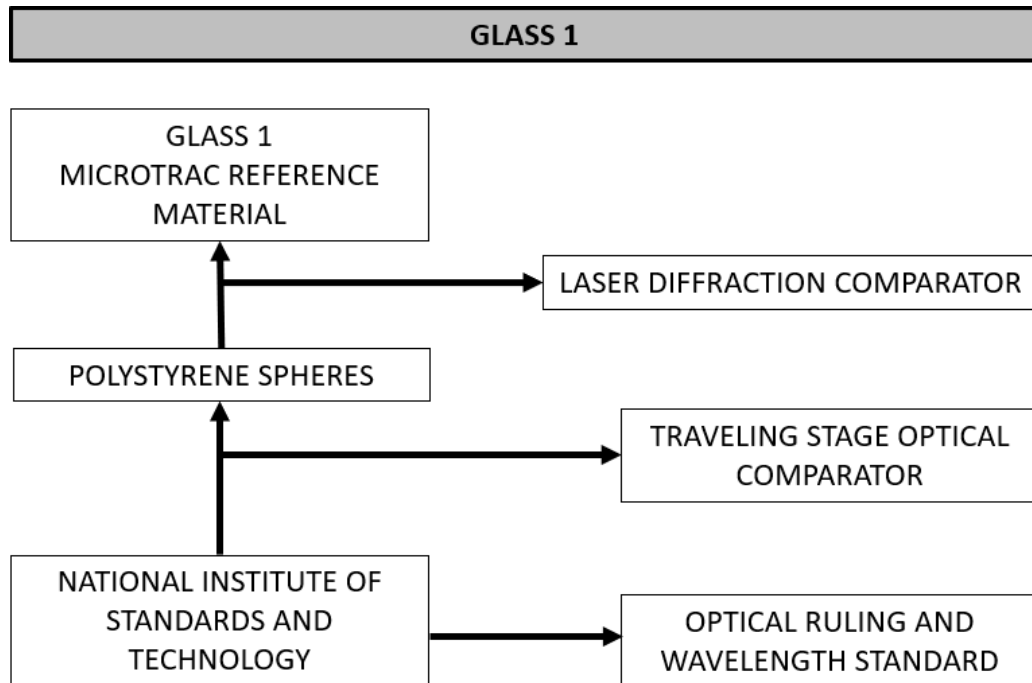 GLASS 1
GLASS 1
MICROTRAC REFERENCE
MATERIAL
LASER DIFFRACTION COMPARATOR
POLYSTYRENE SPHERES
TRAVELING STAGE OPTICAL
COMPARATOR
NATIONAL INSTITUTE OF
STANDARDS AND
TECHNOLOGY
OPTICAL RULING AND
WAVELENGTH STANDARD